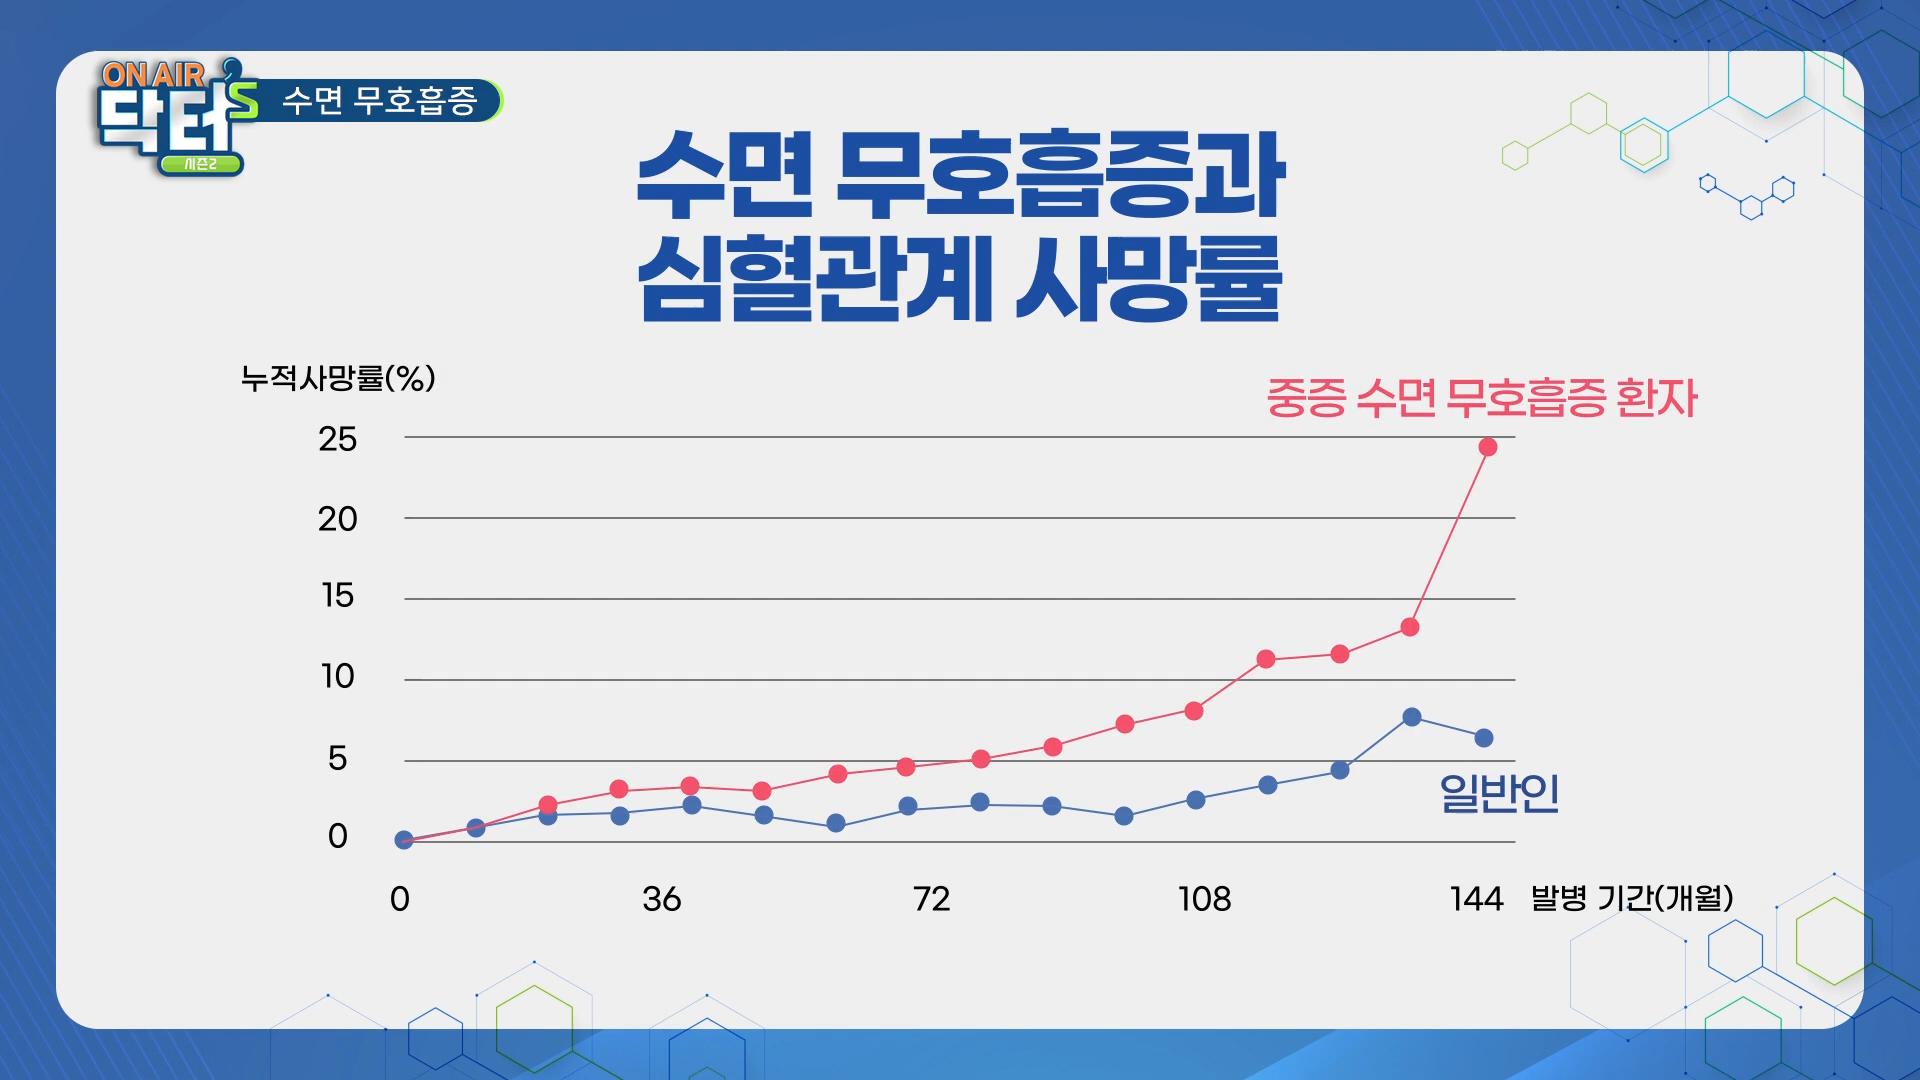 ON AIR
닥터's
시즌2
수면 무호흡증
수면 무호흡증과
심혈관계 사망률
누적사망률(%)
중증 수면 무호흡증 환자
25
20
15
10
5
0
일반인
0 36 72 108 144 발병 기간(개월)